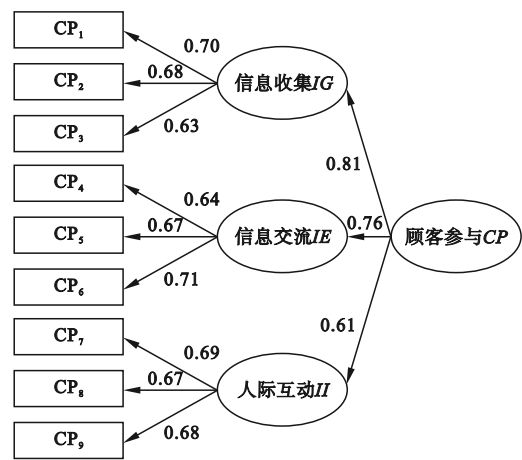 CP₁
0.70
CP₂
0.68
信息收集IG
CP₃
0.63
0.81
CP₄
0.64
CP₅
0.67
信息交流IE
0.76
顾客参与CP
CP₆
0.71
0.61
CP₇
0.69
CP₈
0.67
人际互动II
CP₉
0.68